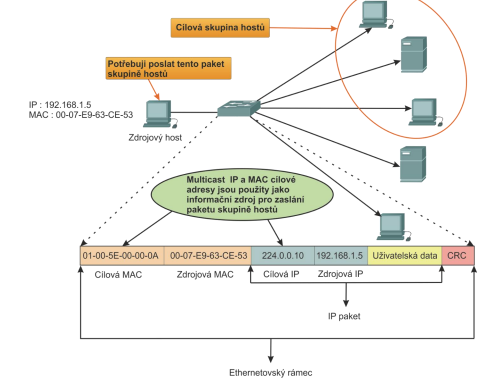 Cílová skupina hostů
Potřebuji poslat tento paket
skupině hostů
IP : 192.168.1.5
MAC : 00-07-E9-63-CE-53
Zdrojový host
Multicast IP a MAC cílové
adresy jsou použity jako
informační zdroj pro zaslání
paketu skupině hostů
01-00-5E-00-00-0A 00-07-E9-63-CE-53 224.0.0.10 192.168.1.5 Uživatelská data CRC
Cílová MAC Zdrojová MAC Cílová IP Zdrojová IP
IP paket
Ethernetovský rámec